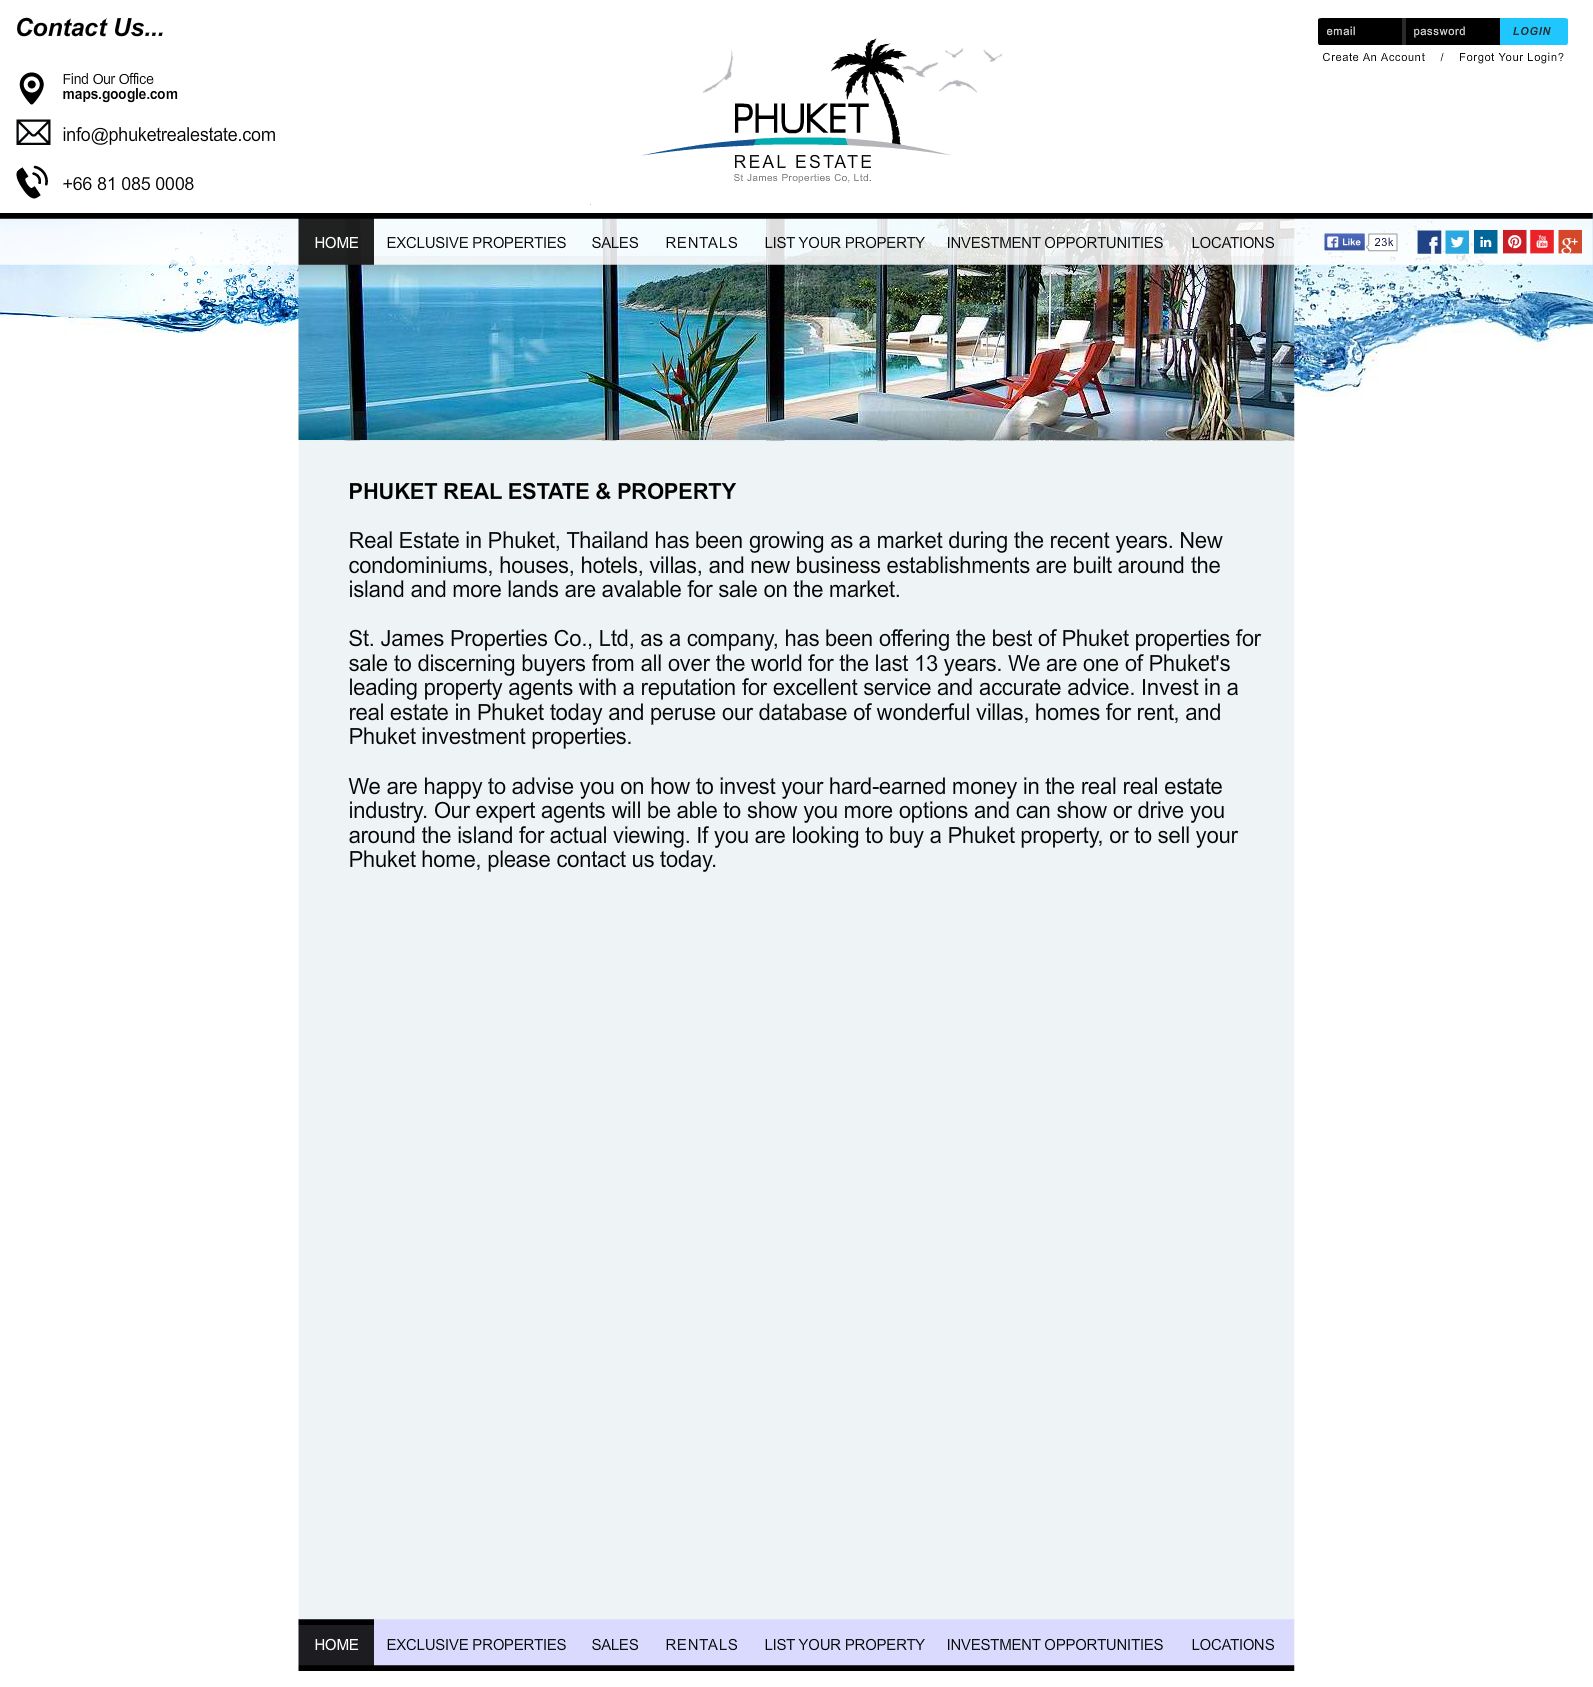 Contact Us...
Find Our Office
maps.google.com
info@phuketrealestate.com
+66 81 085 0008
PHUKET
REAL ESTATE
St James Properties Co, Ltd.
email password LOGIN
Create An Account / Forgot Your Login?
HOME EXCLUSIVE PROPERTIES SALES RENTALS LIST YOUR PROPERTY INVESTMENT OPPORTUNITIES LOCATIONS
Like 23k
PHUKET REAL ESTATE & PROPERTY
Real Estate in Phuket, Thailand has been growing as a market during the recent years. New
condominiums, houses, hotels, villas, and new business establishments are built around the
island and more lands are avalable for sale on the market.
St. James Properties Co., Ltd, as a company, has been offering the best of Phuket properties for
sale to discerning buyers from all over the world for the last 13 years. We are one of Phuket's
leading property agents with a reputation for excellent service and accurate advice. Invest in a
real estate in Phuket today and peruse our database of wonderful villas, homes for rent, and
Phuket investment properties.
We are happy to advise you on how to invest your hard-earned money in the real real estate
industry. Our expert agents will be able to show you more options and can show or drive you
around the island for actual viewing. If you are looking to buy a Phuket property, or to sell your
Phuket home, please contact us today.
HOME EXCLUSIVE PROPERTIES SALES RENTALS LIST YOUR PROPERTY INVESTMENT OPPORTUNITIES LOCATIONS